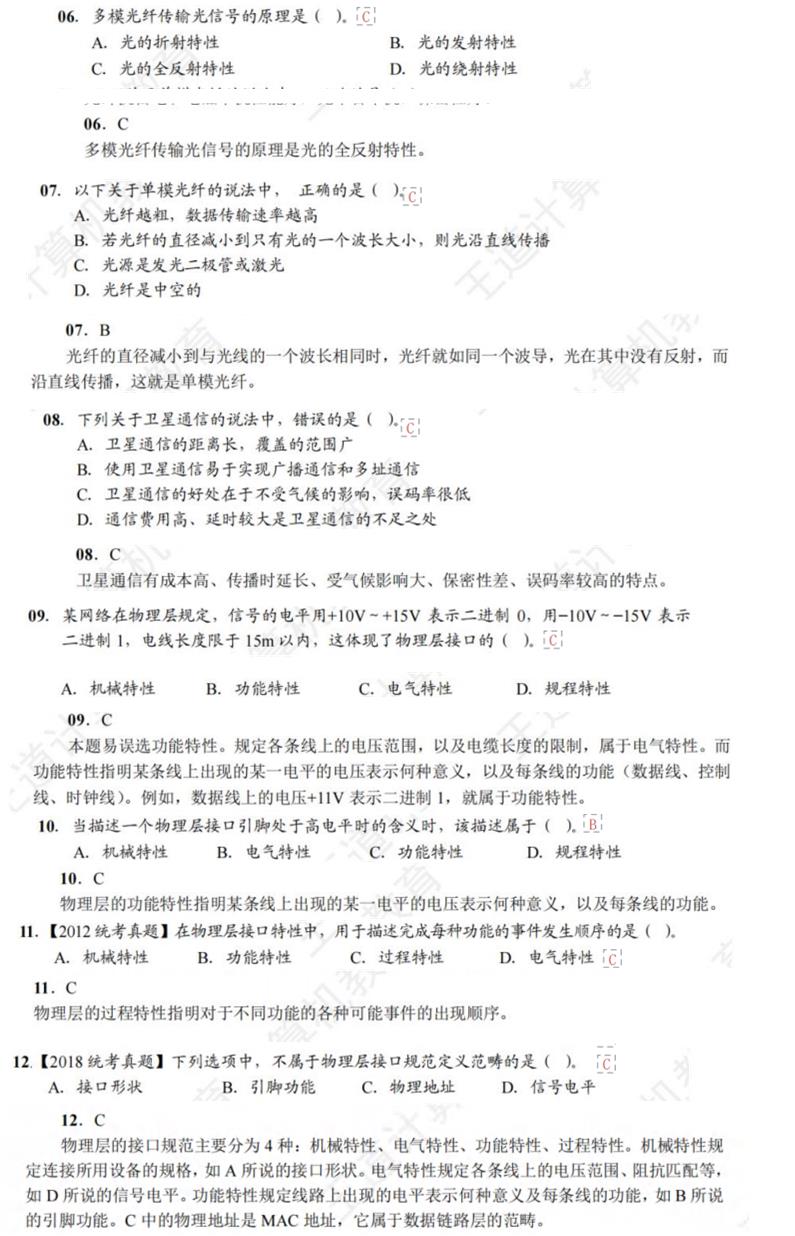 06. 多模光纤传输光信号的原理是（ ）。C
A. 光的折射特性 B. 光的发射特性
C. 光的全反射特性 D. 光的绕射特性
06. C
多模光纤传输光信号的原理是光的全反射特性。
07. 以下关于单模光纤的说法中， 正确的是（ ）。C
A. 光纤越粗，数据传输速率越高
B. 若光纤的直径减小到只有光的一个波长大小，则光沿直线传播
C. 光源是发光二极管或激光
D. 光纤是中空的
07. B
光纤的直径减小到与光线的一个波长相同时，光纤就如同一个波导，光在其中没有反射，而
沿直线传播，这就是单模光纤。
08. 下列关于卫星通信的说法中，错误的是（ ）。C
A. 卫星通信的距离长，覆盖的范围广
B. 使用卫星通信易于实现广播通信和多址通信
C. 卫星通信的好处在于不受气候的影响，误码率很低
D. 通信费用高、延时较大是卫星通信的不足之处
08. C
卫星通信有成本高、传播时延长、受气候影响大、保密性差、误码率较高的特点。
09. 某网络在物理层规定，信号的电平用+10V～+15V 表示二进制 0，用−10V～−15V 表示
二进制 1，电线长度限于 15m 以内，这体现了物理层接口的（ ）。C
A. 机械特性 B. 功能特性 C. 电气特性 D. 规程特性
09. C
本题易误选功能特性。规定各条线上的电压范围，以及电缆长度的限制，属于电气特性。而
功能特性指明某条线上出现的某一电平的电压表示何种意义，以及每条线的功能（数据线、控制
线、时钟线）。例如，数据线上的电压+11V 表示二进制 1，就属于功能特性。
10. 当描述一个物理层接口引脚处于高电平时的含义时，该描述属于（ ）。B
A. 机械特性 B. 电气特性 C. 功能特性 D. 规程特性
10. C
物理层的功能特性指明某条线上出现的某一电平的电压表示何种意义，以及每条线的功能。
11.【2012 统考真题】在物理层接口特性中，用于描述完成每种功能的事件发生顺序的是（ ）。
A. 机械特性 B. 功能特性 C. 过程特性 D. 电气特性 C
11. C
物理层的过程特性指明对于不同功能的各种可能事件的出现顺序。
12.【2018 统考真题】下列选项中，不属于物理层接口规范定义范畴的是（ ）。 C
A. 接口形状 B. 引脚功能 C. 物理地址 D. 信号电平
12. C
物理层的接口规范主要分为 4 种：机械特性、电气特性、功能特性、过程特性。机械特性规
定连接所用设备的规格，如 A 所说的接口形状。电气特性规定各条线上的电压范围、阻抗匹配等，
如 D 所说的信号电平。功能特性规定线路上出现的电平表示何种意义及每条线的功能，如 B 所说
的引脚功能。C 中的物理地址是 MAC 地址，它属于数据链路层的范畴。